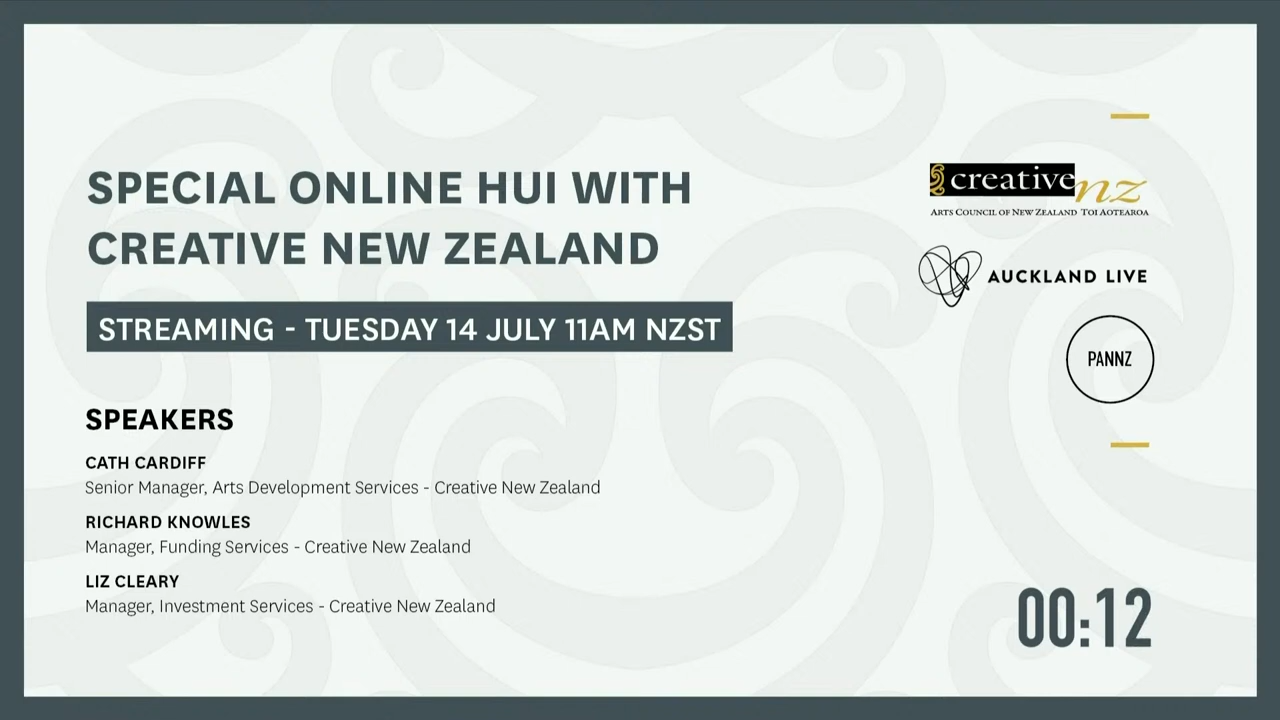 SPECIAL ONLINE HUI WITH
CREATIVE NEW ZEALAND
STREAMING - TUESDAY 14 JULY 11AM NZST
SPEAKERS
CATH CARDIFF
Senior Manager, Arts Development Services - Creative New Zealand
RICHARD KNOWLES
Manager, Funding Services - Creative New Zealand
LIZ CLEARY
Manager, Investment Services - Creative New Zealand
creative nz
ARTS COUNCIL OF NEW ZEALAND TOI AOTEAROA
AUCKLAND LIVE
PANNZ
00:12